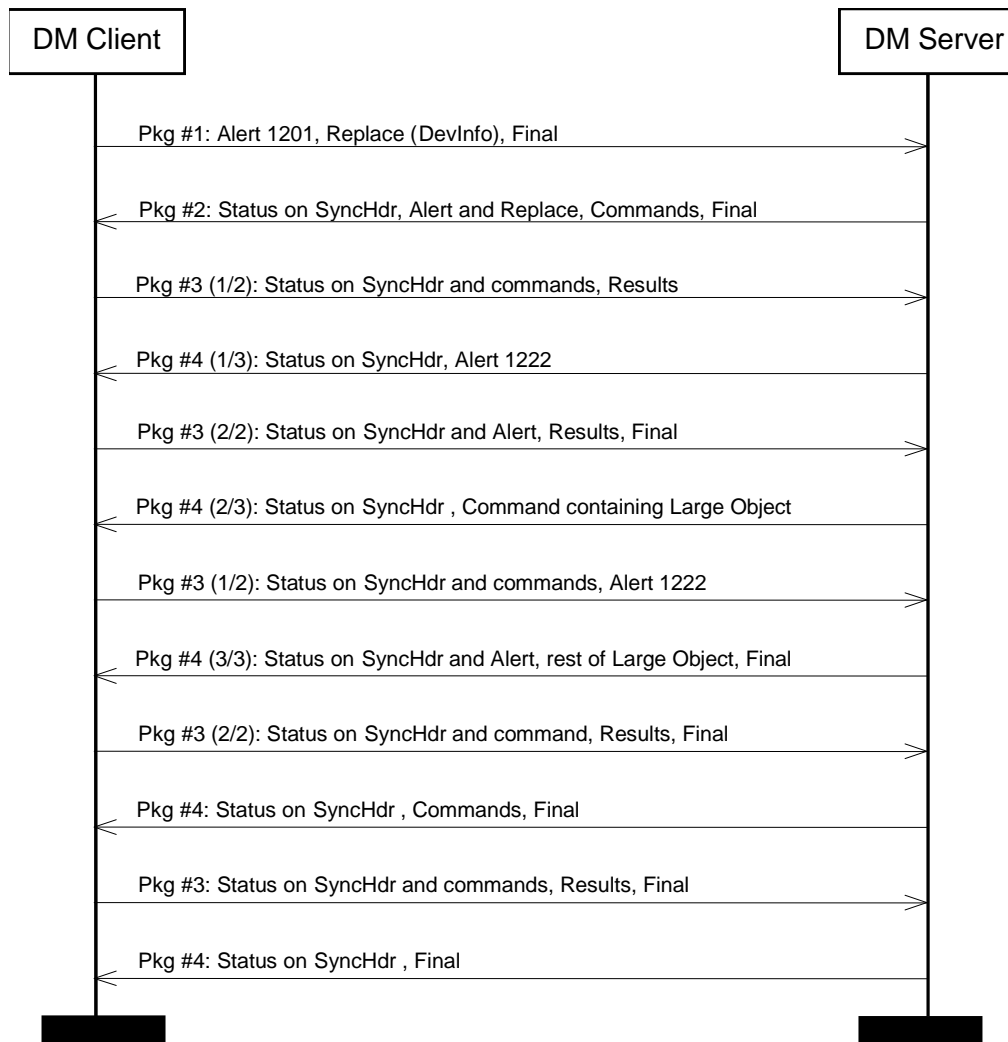 DM Client
DM Server
Pkg #1: Alert 1201, Replace (DevInfo), Final
Pkg #2: Status on SyncHdr, Alert and Replace, Commands, Final
Pkg #3 (1/2): Status on SyncHdr and commands, Results
Pkg #4 (1/3): Status on SyncHdr, Alert 1222
Pkg #3 (2/2): Status on SyncHdr and Alert, Results, Final
Pkg #4 (2/3): Status on SyncHdr , Command containing Large Object
Pkg #3 (1/2): Status on SyncHdr and commands, Alert 1222
Pkg #4 (3/3): Status on SyncHdr and Alert, rest of Large Object, Final
Pkg #3 (2/2): Status on SyncHdr and command, Results, Final
Pkg #4: Status on SyncHdr , Commands, Final
Pkg #3: Status on SyncHdr and commands, Results, Final
Pkg #4: Status on SyncHdr , Final